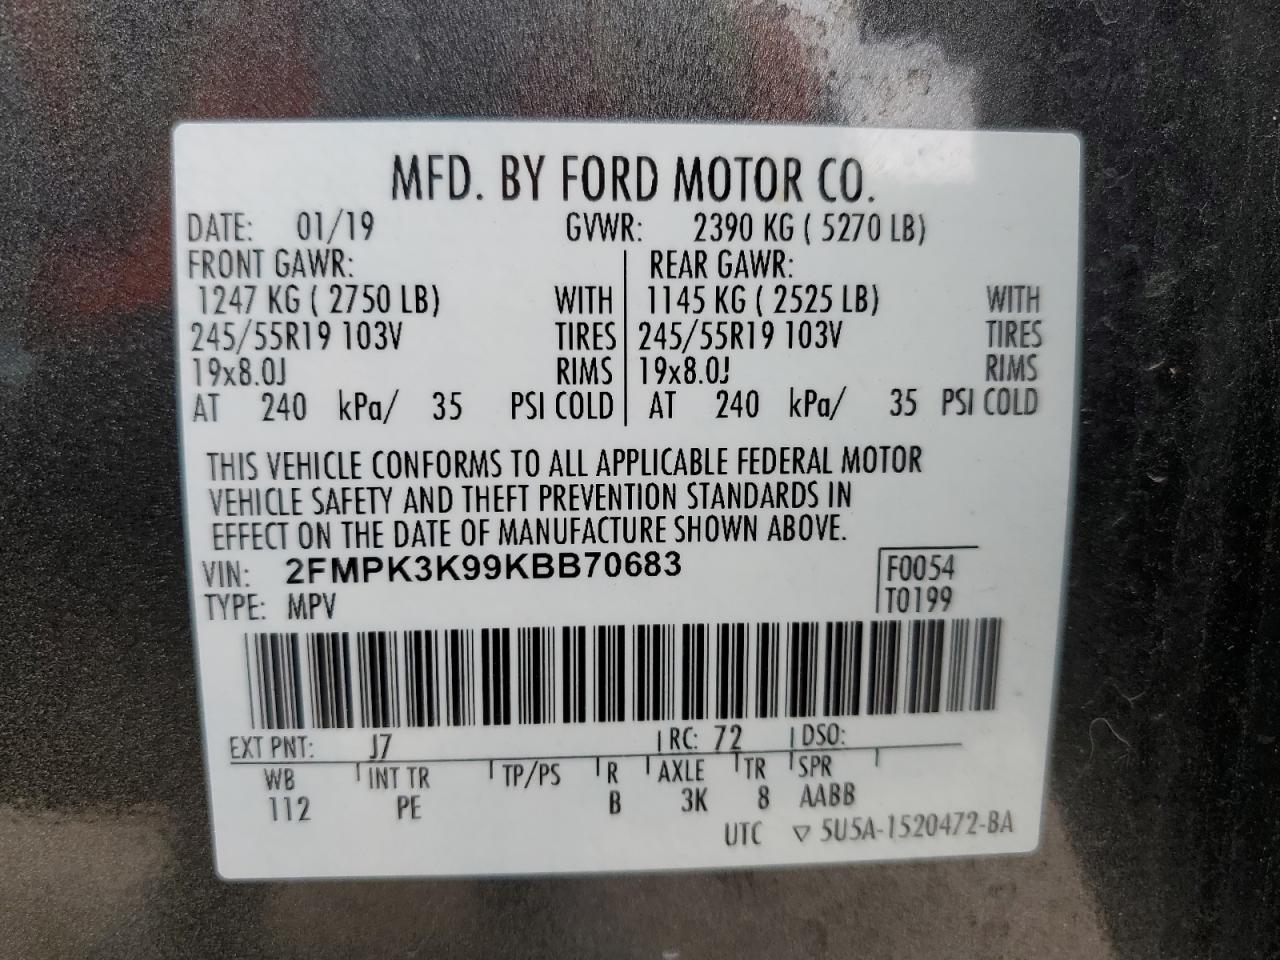 MFD. BY FORD MOTOR CO.
DATE: 01/19 GVWR: 2390 KG ( 5270 LB)
FRONT GAWR: REAR GAWR:
1247 KG ( 2750 LB) WITH 1145 KG ( 2525 LB) WITH
245/55R19 103V TIRES 245/55R19 103V TIRES
19x8.0J RIMS 19x8.0J RIMS
AT 240 kPa/ 35 PSI COLD AT 240 kPa/ 35 PSI COLD
THIS VEHICLE CONFORMS TO ALL APPLICABLE FEDERAL MOTOR
VEHICLE SAFETY AND THEFT PREVENTION STANDARDS IN
EFFECT ON THE DATE OF MANUFACTURE SHOWN ABOVE.
VIN: 2FMPK3K99KBB70683 F0054
TYPE: MPV T0199
EXT PNT: J7 RC: 72 DSO:
WB INT TR TP/PS R AXLE TR SPR
112 PE B 3K 8 AABB
UTC ▽ 5U5A-1520472-BA